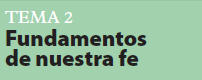 TEMA 2
Fundamentos
de nuestra fe